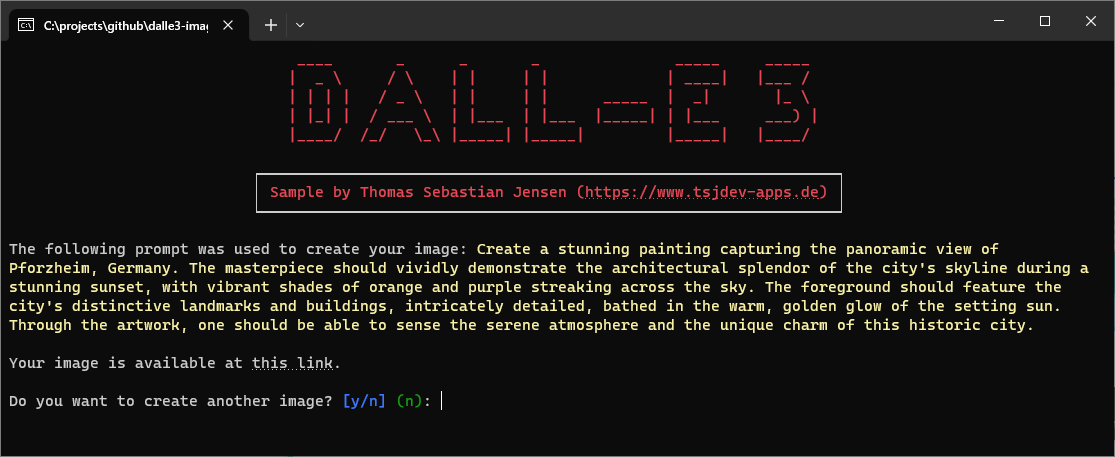 C:\projects\github\dalle3-imag
DALL-E 3
Sample by Thomas Sebastian Jensen (https://www.tsjdev-apps.de)
The following prompt was used to create your image: Create a stunning painting capturing the panoramic view of
Pforzheim, Germany. The masterpiece should vividly demonstrate the architectural splendor of the city's skyline during a
stunning sunset, with vibrant shades of orange and purple streaking across the sky. The foreground should feature the
city's distinctive landmarks and buildings, intricately detailed, bathed in the warm, golden glow of the setting sun.
Through the artwork, one should be able to sense the serene atmosphere and the unique charm of this historic city.
Your image is available at this link.
Do you want to create another image? [y/n] (n):